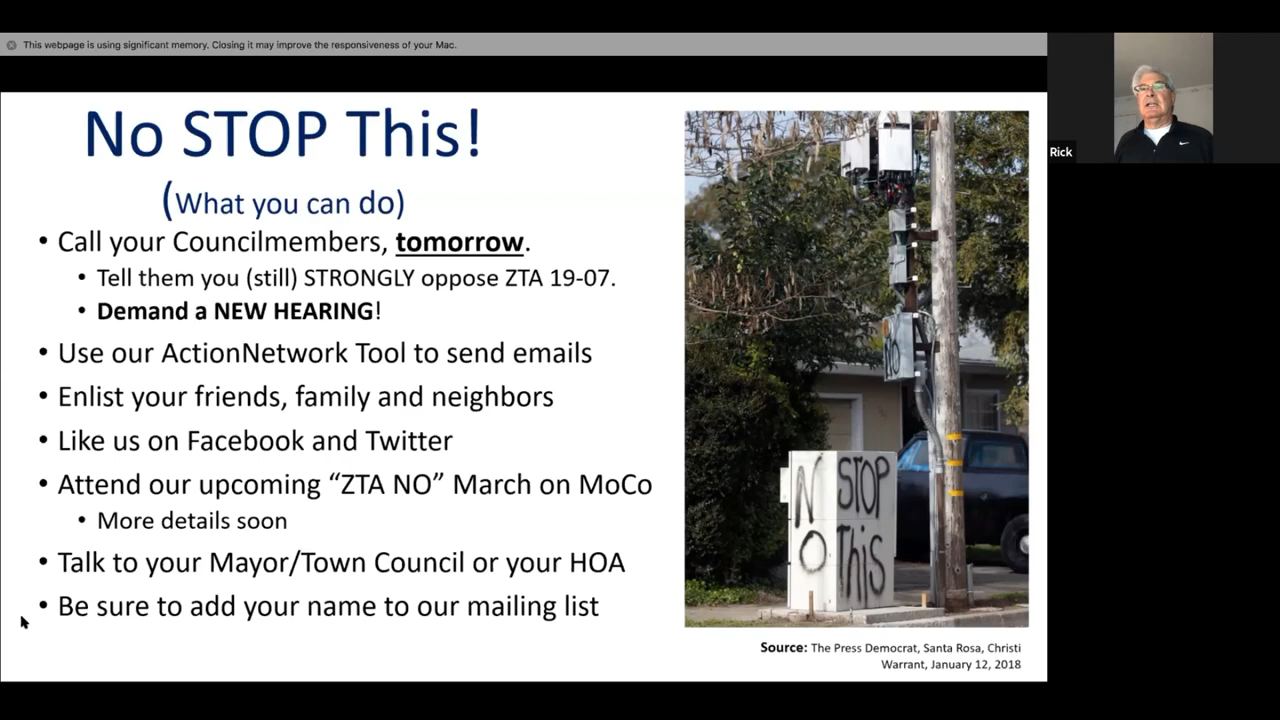 This webpage is using significant memory. Closing it may improve the responsiveness of your Mac.
No STOP This!
(What you can do)
• Call your Councilmembers, tomorrow.
• Tell them you (still) STRONGLY oppose ZTA 19-07.
• Demand a NEW HEARING!
• Use our ActionNetwork Tool to send emails
• Enlist your friends, family and neighbors
• Like us on Facebook and Twitter
• Attend our upcoming “ZTA NO” March on MoCo
• More details soon
• Talk to your Mayor/Town Council or your HOA
• Be sure to add your name to our mailing list
NO
NO
STOP
THiS
Source: The Press Democrat, Santa Rosa, Christi
Warrant, January 12, 2018
Rick